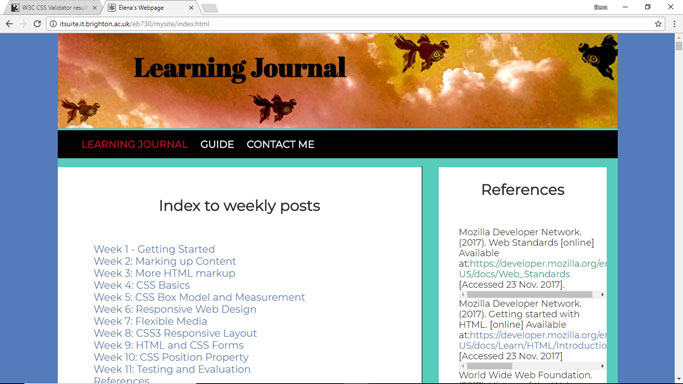 W3C CSS Validator result
Elena's Webpage
Elena
itsuite.it.brighton.ac.uk/eb730/mysite/index.html
Learning Journal
LEARNING JOURNAL
GUIDE
CONTACT ME
Index to weekly posts
Week 1 - Getting Started
Week 2: Marking up Content
Week 3: More HTML markup
Week 4: CSS Basics
Week 5: CSS Box Model and Measurement
Week 6: Responsive Web Design
Week 7: Flexible Media
Week 8: CSS3 Responsive Layout
Week 9: HTML and CSS Forms
Week 10: CSS Position Property
Week 11: Testing and Evaluation
References
References
Mozilla Developer Network.
(2017). Web Standards [online]
Available
at:https://developer.mozilla.org/en
US/docs/Web_Standards
[Accessed 23 Nov. 2017].
Mozilla Developer Network.
(2017). Getting started with
HTML. [online] Available
at:https://developer.mozilla.org/en
US/docs/Learn/HTML/Introduction
[Accessed 23 Nov. 2017]
World Wide Web Foundation.